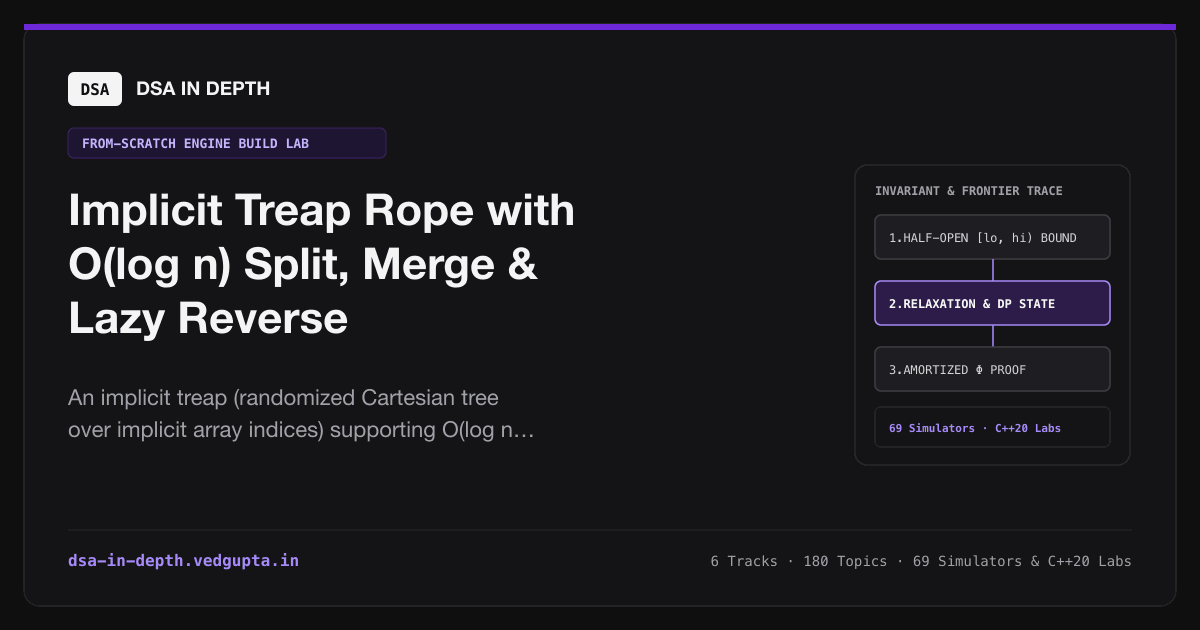 DSA
DSA IN DEPTH
FROM–SCRATCH ENGINE BUILD LAB
Implicit Treap Rope with
O(log n) Split, Merge &
Lazy Reverse
An implicit treap (randomized Cartesian tree
over implicit array indices) supporting O(log n…
INVARIANT & FRONTIER TRACE
1.HALF–OPEN [lo, hi) BOUND
2.RELAXATION & DP STATE
3.AMORTIZED Φ PROOF
69 Simulators · C++20 Labs
dsa–in–depth.vedgupta.in
6 Tracks · 180 Topics · 69 Simulators & C++20 Labs